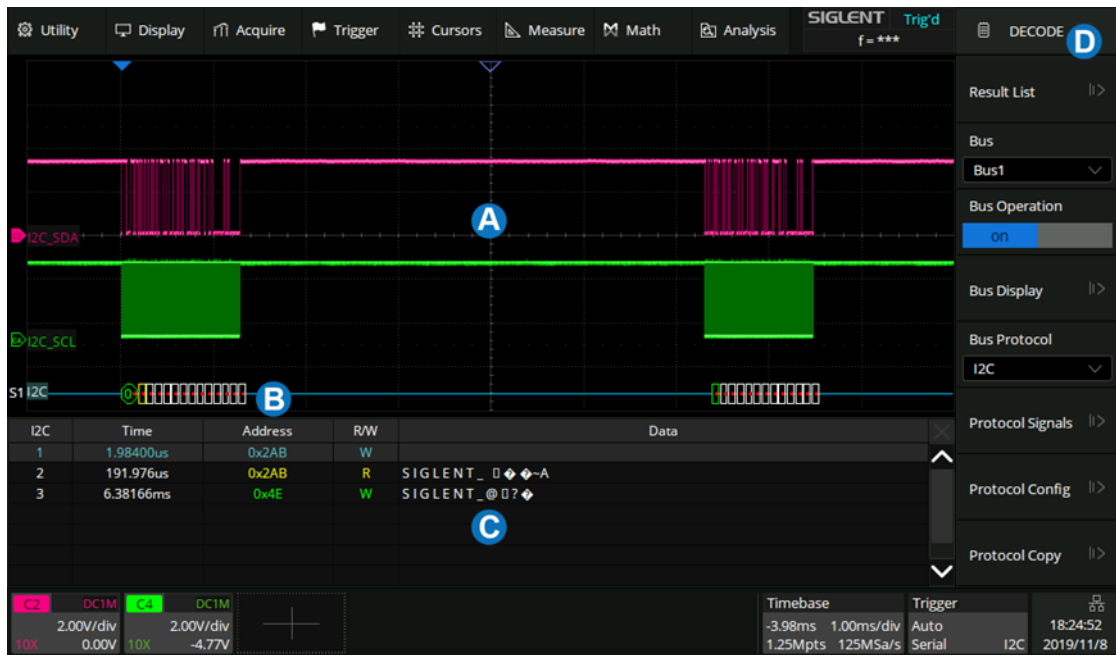 Utility Display Acquire Trigger Cursors Measure Math Analysis SIGLENT Trig'd
f = ***
DECODE
D
Result List
Bus
Bus1
Bus Operation
on
Bus Display
Bus Protocol
I2C
Protocol Signals
Protocol Config
Protocol Copy
A
I2C_SDA
I2C_SCL
S1 I2C
0
B
I2C Time Address R/W Data
1 1.98400us 0x2AB W
2 191.976us 0x2AB R SIGLENT_ ▯��~A
3 6.38166ms 0x4E W SIGLENT_@▯?�
C
C2 DC1M C4 DC1M
2.00V/div 2.00V/div
10X 0.00V 10X -4.77V
Timebase Trigger
-3.98ms 1.00ms/div Auto 18:24:52
1.25Mpts 125MSa/s Serial I2C 2019/11/8